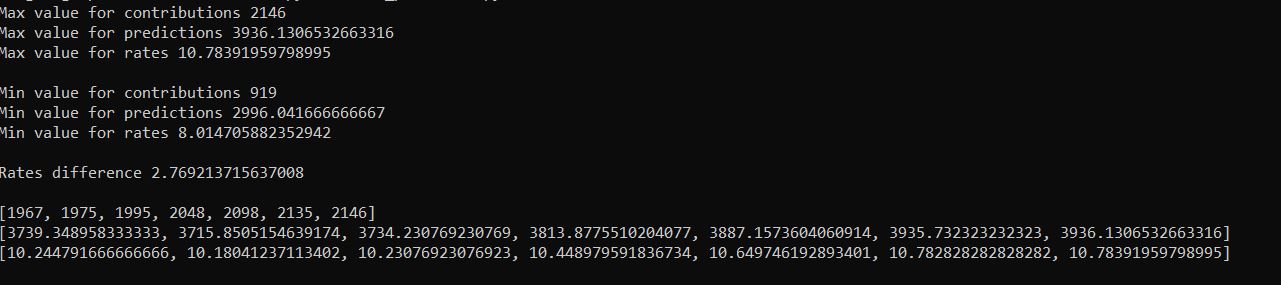 Max value for contributions 2146
Max value for predictions 3936.1306532663316
Max value for rates 10.78391959798995
Min value for contributions 919
Min value for predictions 2996.041666666667
Min value for rates 8.014705882352942
Rates difference 2.769213715637008
[1967, 1975, 1995, 2048, 2098, 2135, 2146]
[3739.348958333333, 3715.8505154639174, 3734.230769230769, 3813.8775510204077, 3887.1573604060914, 3935.732323232323, 3936.1306532663316]
[10.244791666666666, 10.18041237113402, 10.23076923076923, 10.448979591836734, 10.649746192893401, 10.782828282828282, 10.78391959798995]